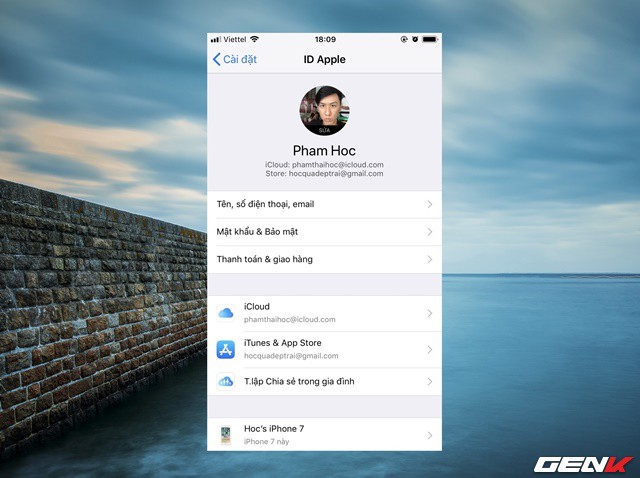 Viettel 18:09
Cài đặt ID Apple
SỬA
Pham Hoc
iCloud: phamthaihoc@icloud.com
Store: hocquadeptrai@gmail.com
Tên, số điện thoại, email
Mật khẩu & Bảo mật
Thanh toán & giao hàng
iCloud
phamthaihoc@icloud.com
iTunes & App Store
hocquadeptrai@gmail.com
T.lập Chia sẻ trong gia đình
Hoc's iPhone 7
iPhone 7 này
GENK